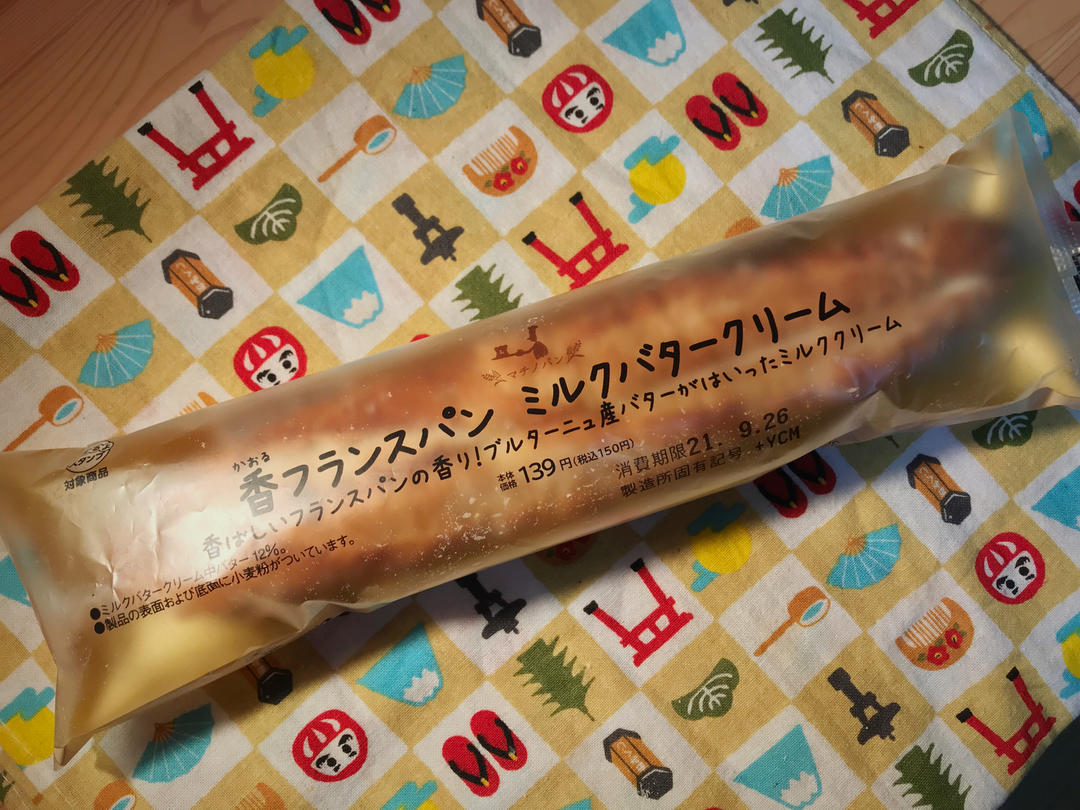 マチノパン
かおる
香フランスパン ミルクバタークリーム
香ばしいフランスパンの香り!ブルターニュ産バターがはいったミルククリーム
本体価格 139円(税込150円)
消費期限21. 9.26
製造所固有記号 +YCM
対象商品
●ミルクバタークリーム中バター12%。
●製品の表面および底面に小麦粉がついています。